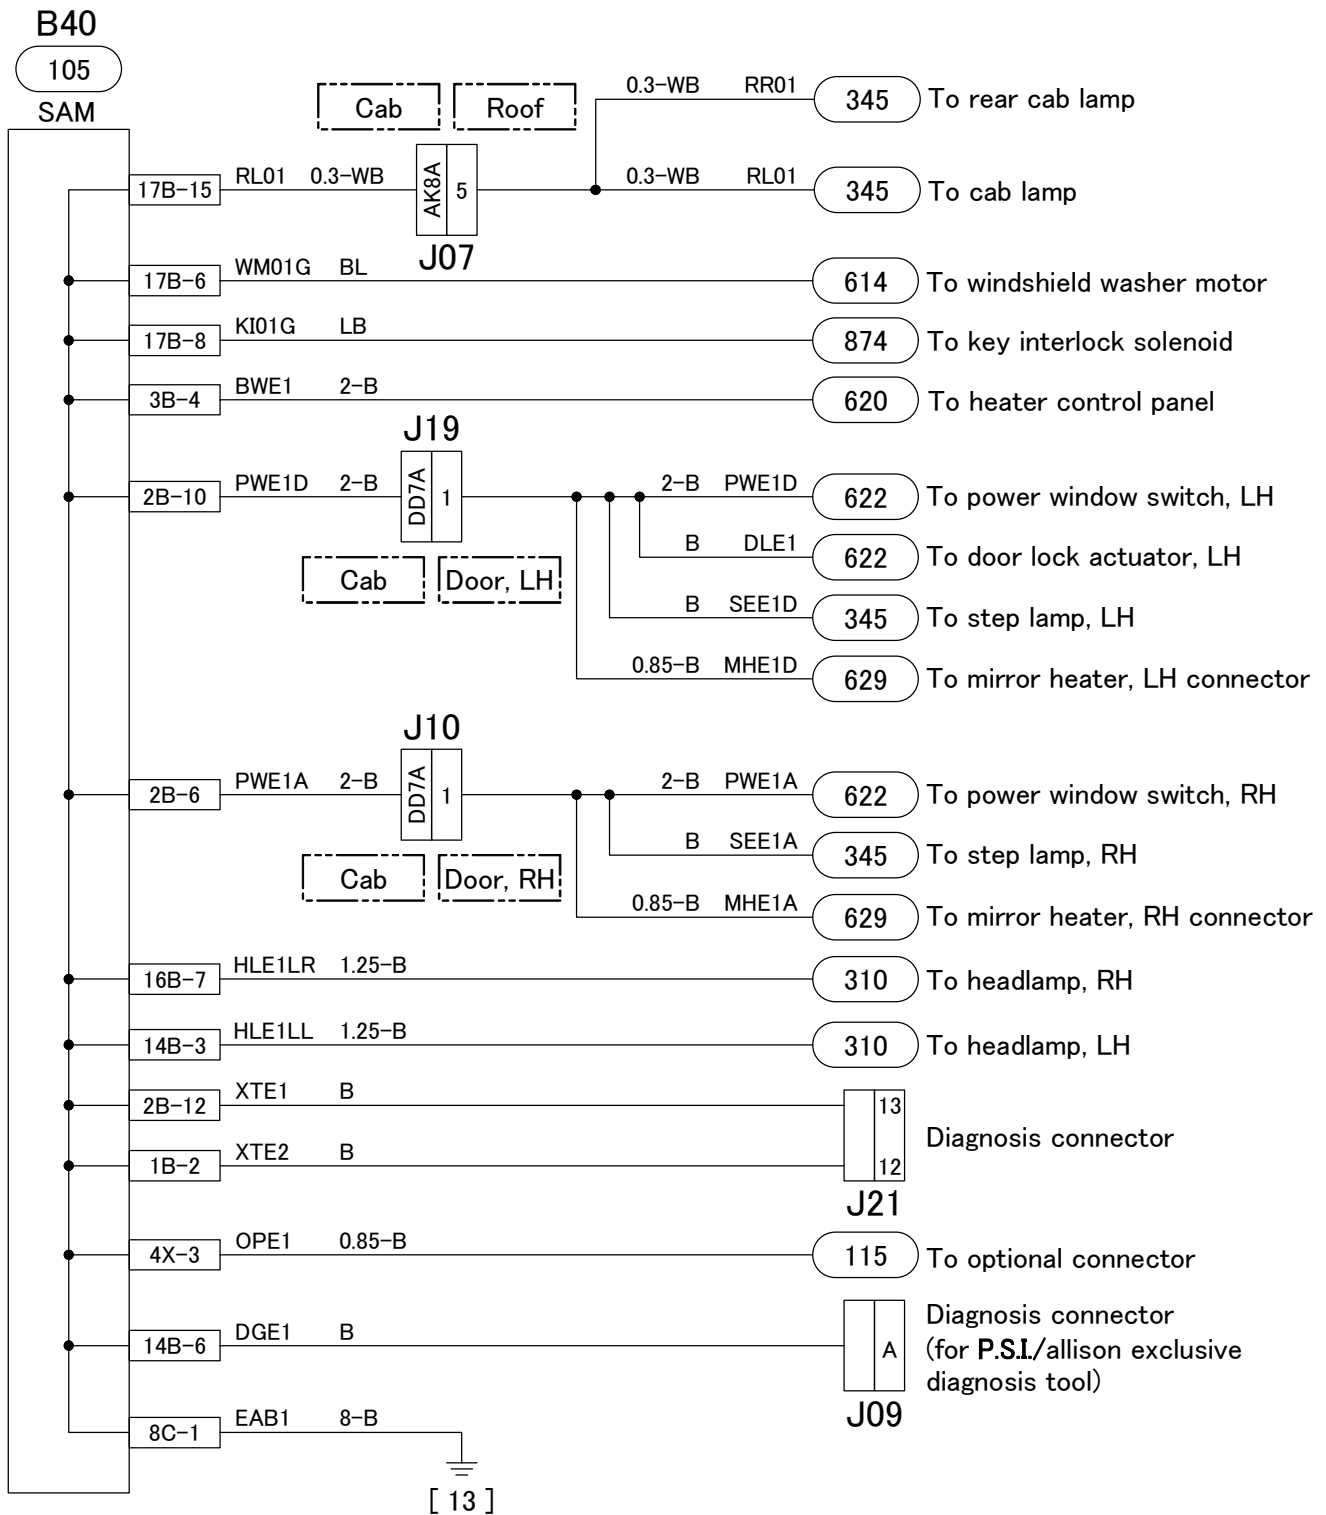 B40
105
SAM
Cab
Roof
0.3-WB RR01 345 To rear cab lamp
17B-15 RL01 0.3-WB AK8A 5 0.3-WB RL01 345 To cab lamp
J07
17B-6 WM01G BL 614 To windshield washer motor
17B-8 KI01G LB 874 To key interlock solenoid
3B-4 BWE1 2-B 620 To heater control panel
J19
2B-10 PWE1D 2-B DD7A 1 2-B PWE1D 622 To power window switch, LH
B DLE1 622 To door lock actuator, LH
Cab
Door, LH
B SEE1D 345 To step lamp, LH
0.85-B MHE1D 629 To mirror heater, LH connector
J10
2B-6 PWE1A 2-B DD7A 1 2-B PWE1A 622 To power window switch, RH
B SEE1A 345 To step lamp, RH
Cab
Door, RH
0.85-B MHE1A 629 To mirror heater, RH connector
16B-7 HLE1LR 1.25-B 310 To headlamp, RH
14B-3 HLE1LL 1.25-B 310 To headlamp, LH
2B-12 XTE1 B 13
Diagnosis connector
1B-2 XTE2 B 12
J21
4X-3 OPE1 0.85-B 115 To optional connector
Diagnosis connector
14B-6 DGE1 B A (for P.S.I./allison exclusive
diagnosis tool)
J09
8C-1 EAB1 8-B
[ 13 ]